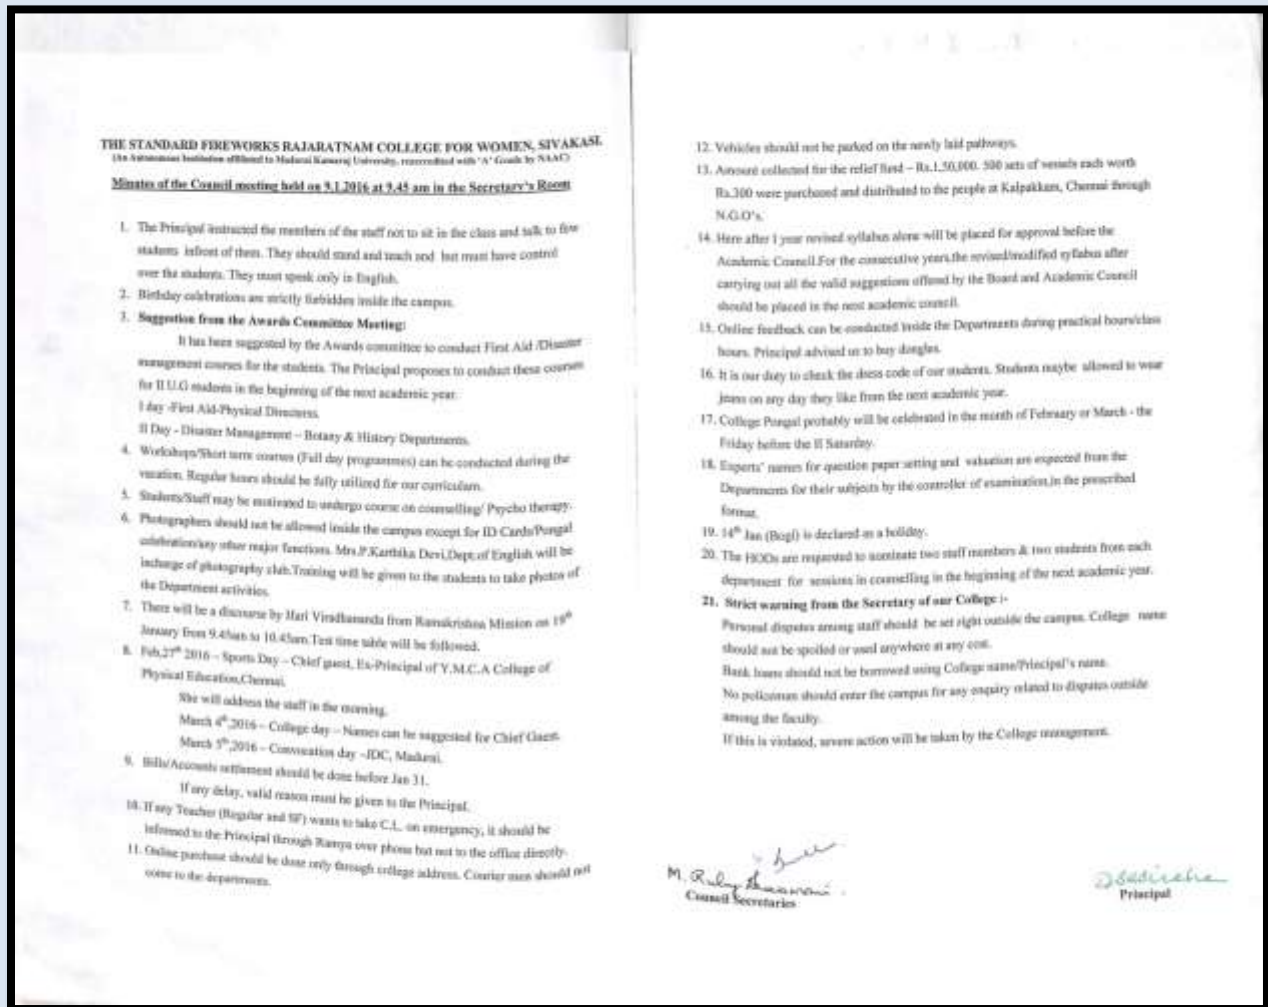 THE STANDARD FIREWORKS RAJARATNAM COLLEGE FOR WOMEN, SIVAKASI.
(An Autonomous Institution affiliated to Madurai Kamaraj University, reaccredited with 'A' Grade by NAAC)
Minutes of the Council meeting held on 9.1.2016 at 9.45 am in the Secretary's Room
1. The Principal instructed the members of the staff not to sit in the class and talk to few
students infront of them. They should stand and teach and but must have control
over the students. They must speak only in English.
2. Birthday celebrations are strictly forbidden inside the campus.
3. Suggestion from the Awards Committee Meeting:
It has been suggested by the Awards committee to conduct First Aid /Disaster
management courses for the students. The Principal proposes to conduct these courses
for II U.G students in the beginning of the next academic year.
I day -First Aid-Physical Directress.
II Day - Disaster Management – Botany & History Departments.
4. Workshops/Short term courses (Full day programmes) can be conducted during the
vacation. Regular hours should be fully utilized for our curriculum.
5. Students/Staff may be motivated to undergo course on counselling/ Psycho therapy.
6. Photographers should not be allowed inside the campus except for ID Cards/Pongal
celebration/any other major functions. Mrs.P.Karthika Devi,Dept.of English will be
incharge of photography club.Training will be given to the students to take photos of
the Department activities.
7. There will be a discourse by Hari Vradhananda from Ramakrishna Mission on 19th
January from 9.45am to 10.45am.Test time table will be followed.
8. Feb,27th 2016 – Sports Day – Chief guest, Ex-Principal of Y.M.C.A College of
Physical Education,Chennai.
She will address the staff in the morning.
March 4th,2016 – College day – Names can be suggested for Chief Guest.
March 5th,2016 – Convocation day –JDC, Madurai.
9. Bills/Accounts settlement should be done before Jan 31.
If any delay, valid reason must be given to the Principal.
10. If any Teacher (Regular and SF) wants to take C.L. on emergency, it should be
informed to the Principal through Ramya over phone but not to the office directly.
11. Online purchase should be done only through college address. Courier men should not
come to the departments.
12. Vehicles should not be parked on the newly laid pathways.
13. Amount collected for the relief fund – Rs.1,50,000. 500 sets of vessels each worth
Rs.300 were purchased and distributed to the people at Kalpakkam, Chennai through
N.G.O's.
14. Here after 1 year revised syllabus alone will be placed for approval before the
Academic Council.For the consecutive years,the revised/modified syllabus after
carrying out all the valid suggestions offered by the Board and Academic Council
should be placed in the next academic council.
15. Online feedback can be conducted inside the Departments during practical hours/class
hours. Principal advised us to buy dongles.
16. It is our duty to check the dress code of our students. Students maybe allowed to wear
jeans on any day they like from the next academic year.
17. College Pongal probably will be celebrated in the month of February or March - the
Friday before the II Saturday.
18. Experts' names for question paper setting and valuation are expected from the
Departments for their subjects by the controller of examination,in the prescribed
format.
19. 14th Jan (Bogi) is declared as a holiday.
20. The HODs are requested to nominate two staff members & two students from each
department for sessions in counselling in the beginning of the next academic year.
21. Strict warning from the Secretary of our College :-
Personal disputes among staff should be set right outside the campus. College name
should not be spoiled or used anywhere at any cost.
Bank loans should not be borrowed using College name/Principal's name.
No policeman should enter the campus for any enquiry related to disputes outside
among the faculty.
If this is violated, severe action will be taken by the College management.
M. Ruby
Council Secretaries
Principal